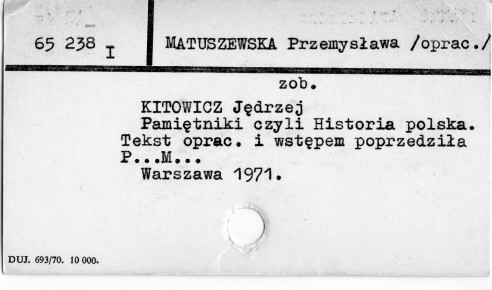 65 238 I
MATUSZEWSKA Przemysława /oprac./
zob.
KITOWICZ Jędrzej
Pamiętniki czyli Historia polska.
Tekst oprac. i wstępem poprzedziła
P...M...
Warszawa 1971.
DUJ. 693/70. 10 000.